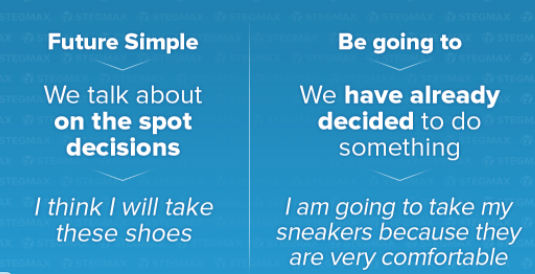 Future Simple
We talk about
on the spot
decisions
I think I will take
these shoes
Be going to
We have already
decided to do
something
I am going to take my
sneakers because they
are very comfortable
STEGMAX